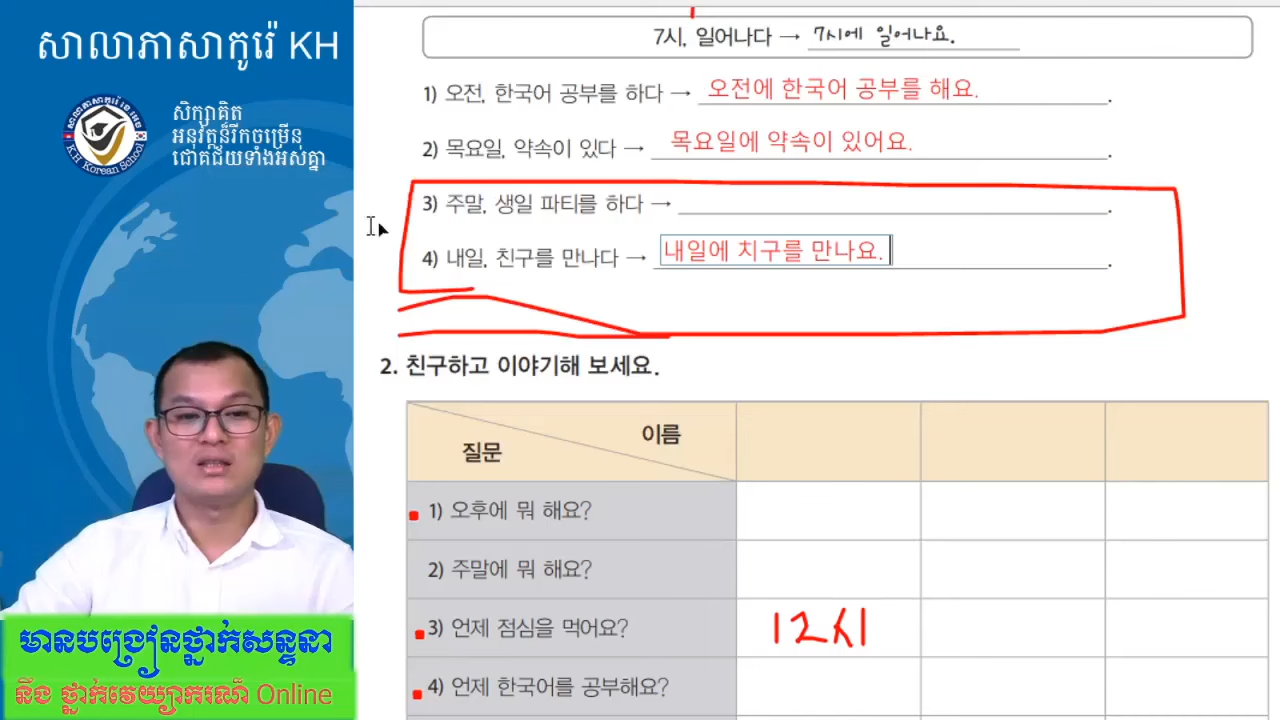 សាលាភាសាកូរ៉េ KH
សិក្សាគិត
អនុវត្តន៏រីកចម្រើន
ជោគជ័យទាំងអស់គ្នា
K.H Korean School
7시, 일어나다 → 7시에 일어나요.
1) 오전, 한국어 공부를 하다 → 오전에 한국어 공부를 해요.
2) 목요일, 약속이 있다 → 목요일에 약속이 있어요.
3) 주말, 생일 파티를 하다 →
4) 내일, 친구를 만나다 → 내일에 치구를 만나요.
2. 친구하고 이야기해 보세요.
이름
질문
1) 오후에 뭐 해요?
2) 주말에 뭐 해요?
3) 언제 점심을 먹어요? 12시
4) 언제 한국어를 공부해요?
មានបង្រៀនថ្នាក់សន្ទនា
និង ថ្នាក់វេយ្យាករណ៍ Online